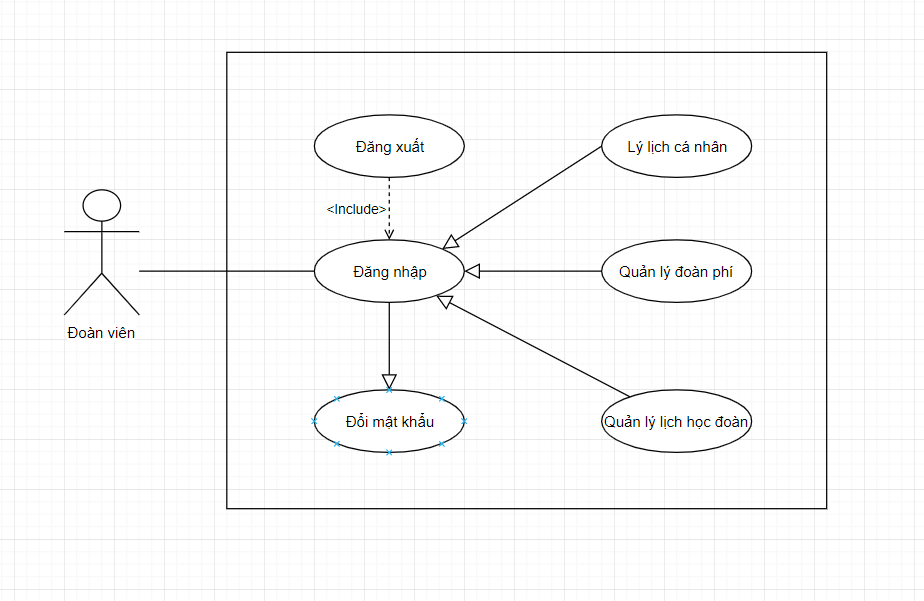 Đăng xuất
Lý lịch cá nhân
<Include>
Đăng nhập
Quản lý đoàn phí
Đoàn viên
Đổi mật khẩu
Quản lý lịch học đoàn